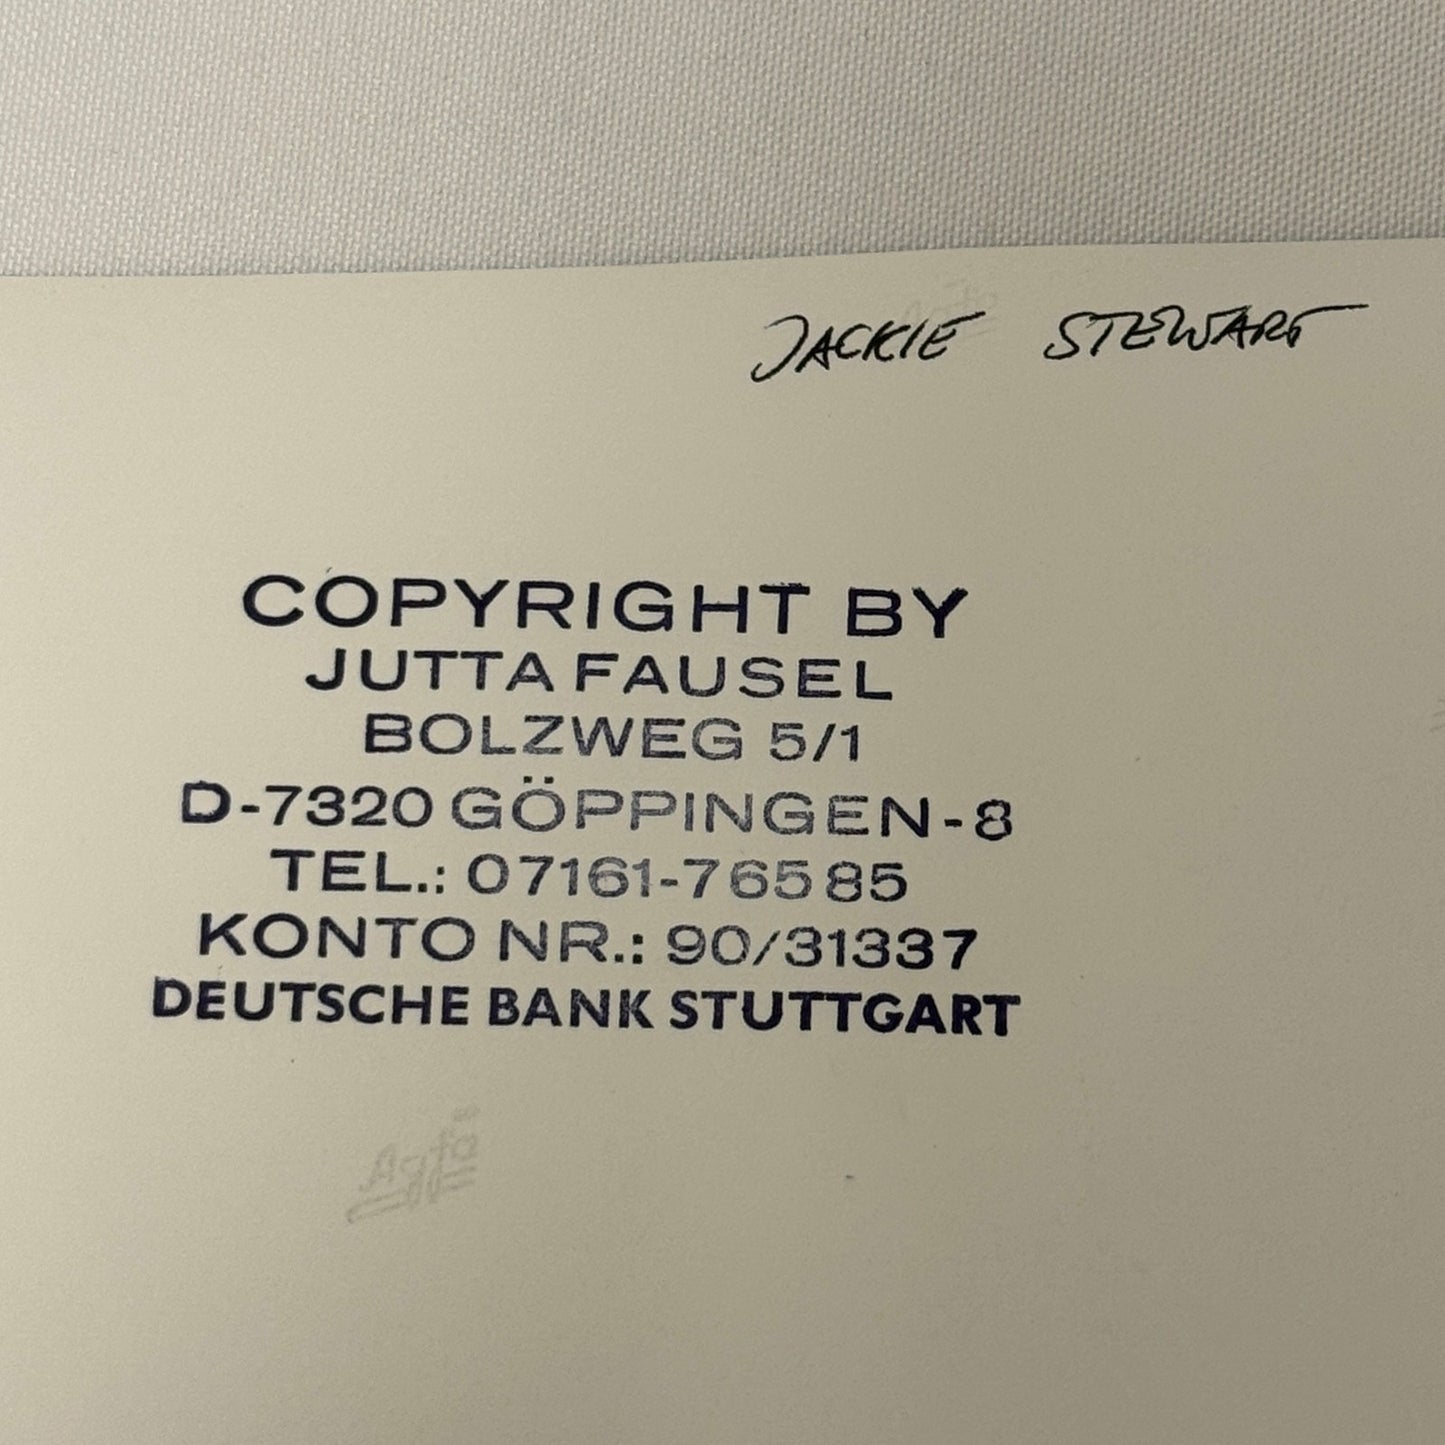 JACKIE STEWART
COPYRIGHT BY
JUTTA FAUSEL
BOLZWEG 5/1
D-7320 GÖPPINGEN-8
TEL.: 07161-76585
KONTO NR.: 90/31337
DEUTSCHE BANK STUTTGART